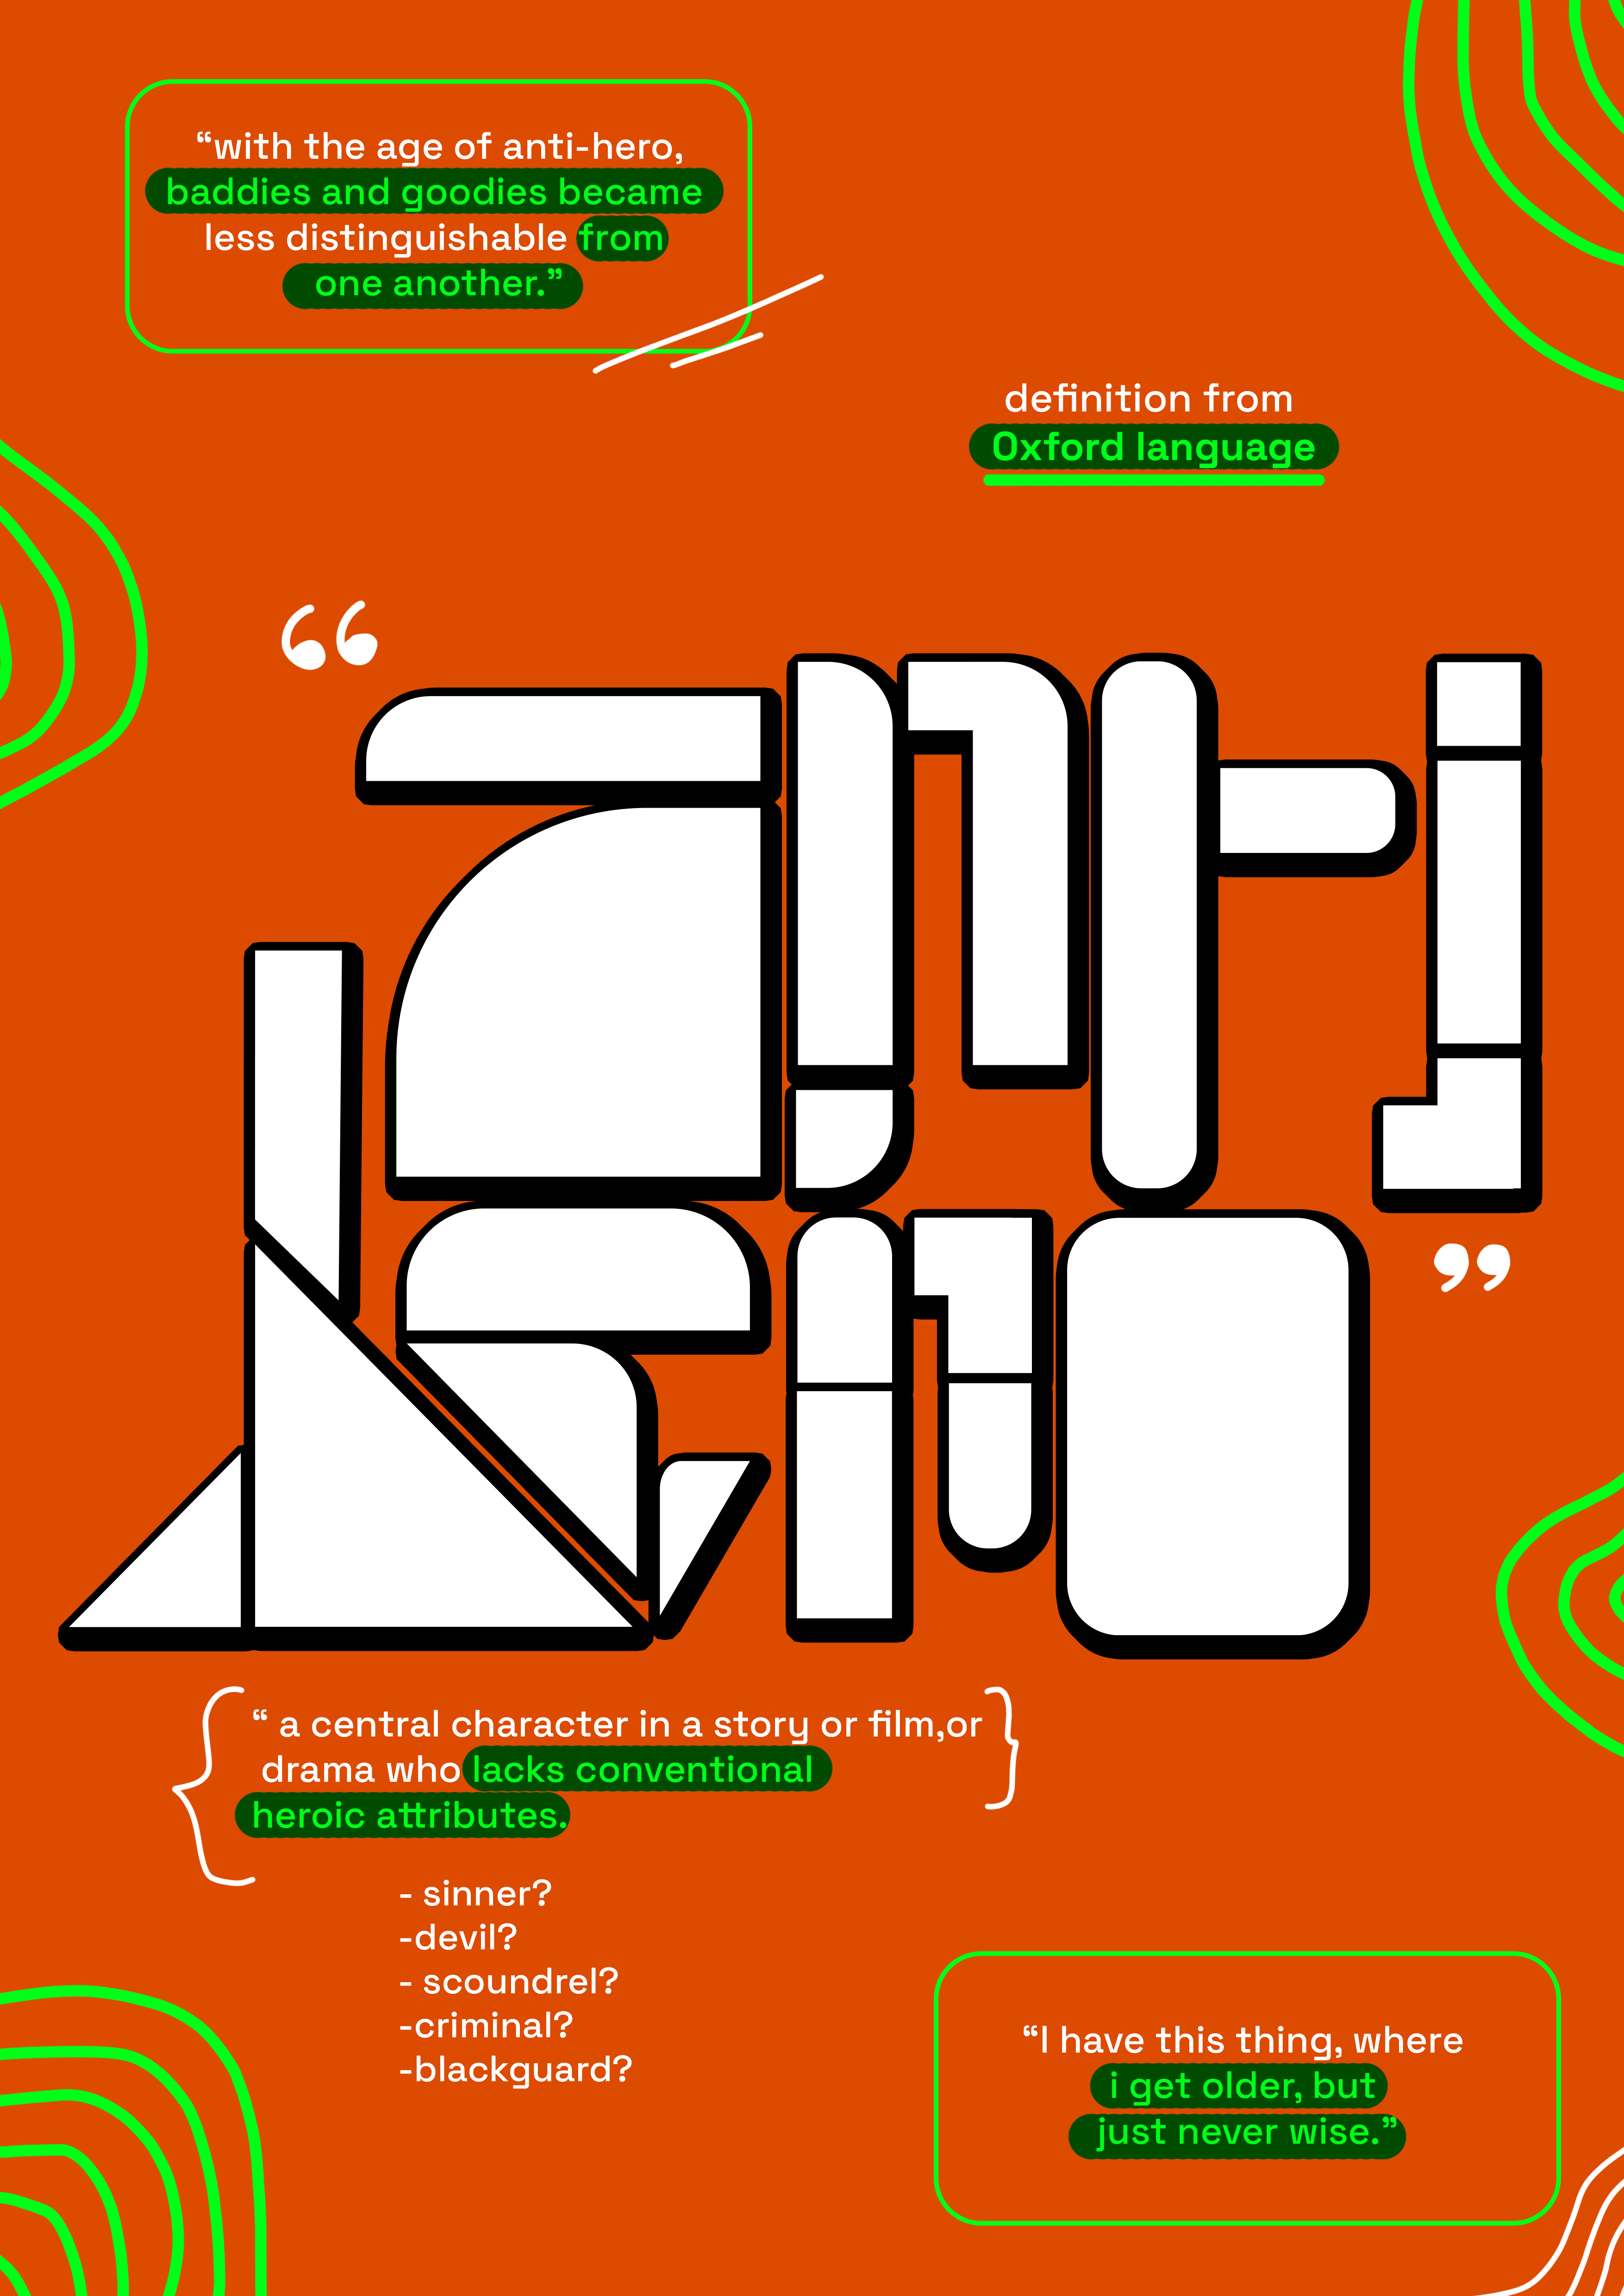 “with the age of anti-hero,
baddies and goodies became
less distinguishable from
one another.”
definition from
Oxford language
“anti
hero”
“ a central character in a story or film,or
drama who lacks conventional
heroic attributes.
- sinner?
-devil?
- scoundrel?
-criminal?
-blackguard?
“I have this thing, where
i get older, but
just never wise.”